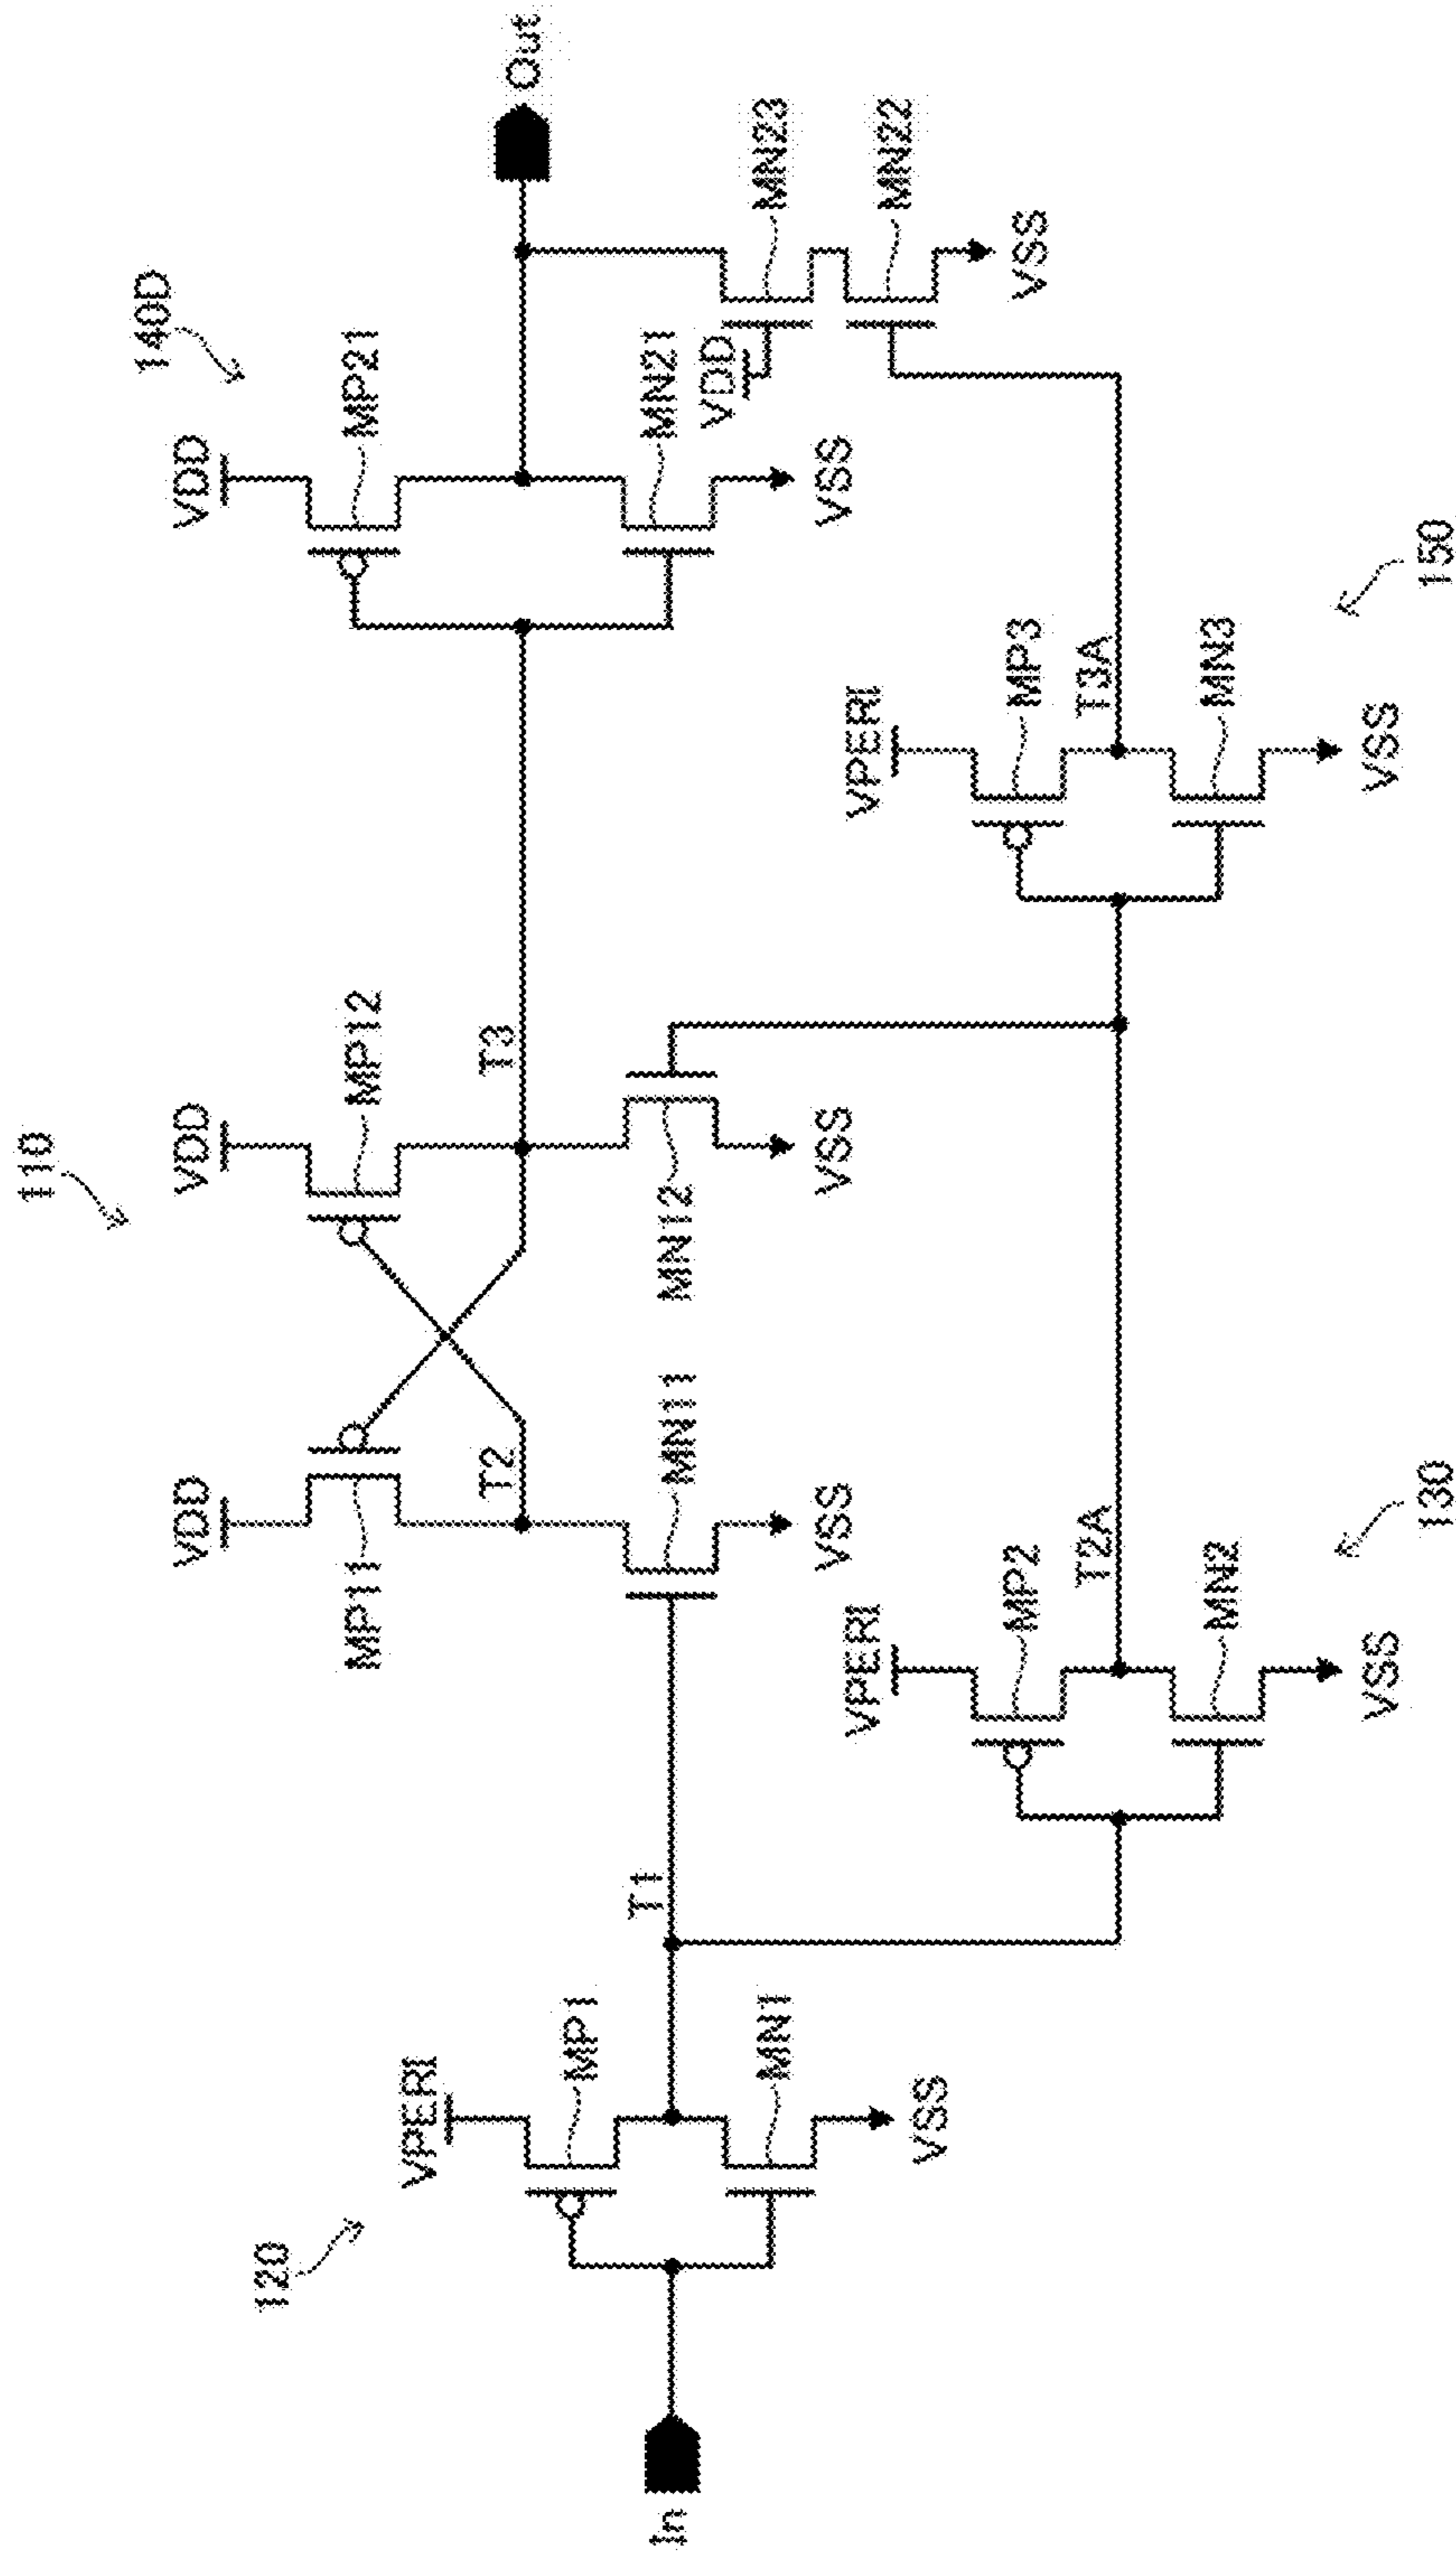 110
140D
120
VDD
VDD
VDD
MP11
MP12
MP21
Out
VPERI
T2
T3
MP1
In
T1
MN11
MN12
MN21
VDD
MN23
MN1
VSS
VSS
VSS
VPERI
VPERI
MN22
VSS
MP2
MP3
VSS
T2A
T3A
MN2
MN3
VSS
VSS
130
150